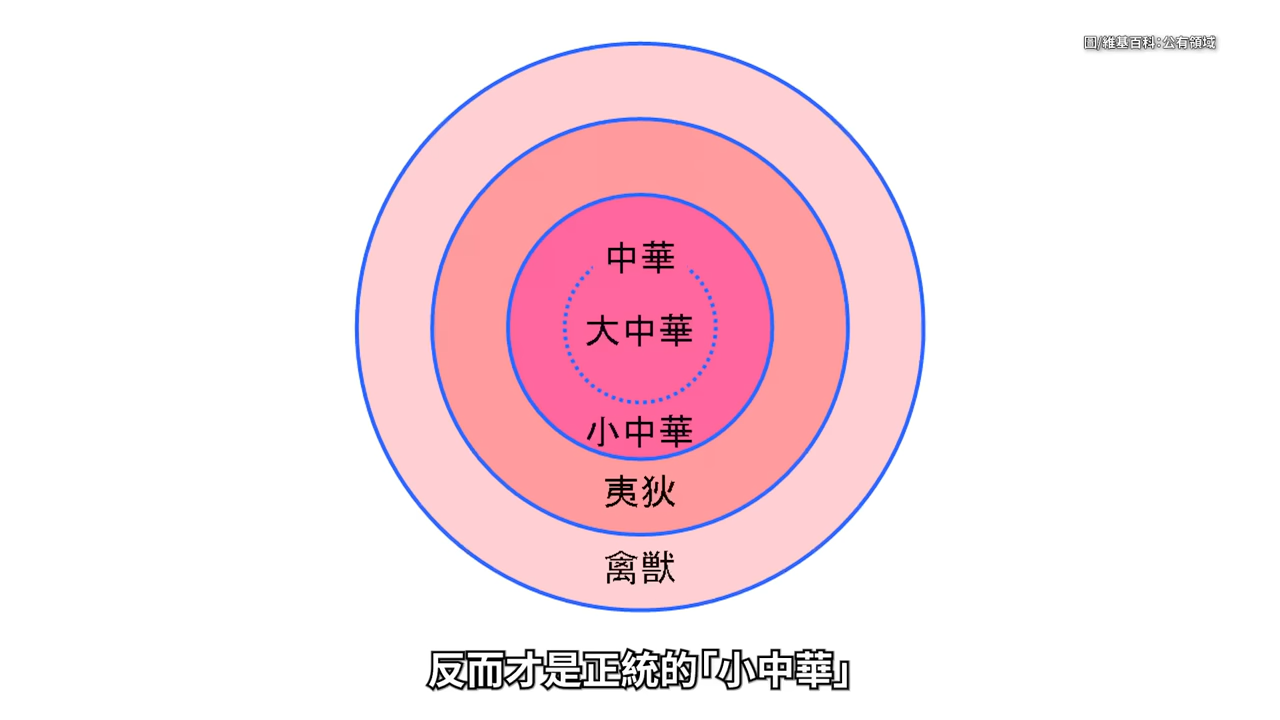 圖/維基百科:公有領域
中華
大中華
小中華
夷狄
禽獣
反而才是正統的「小中華」